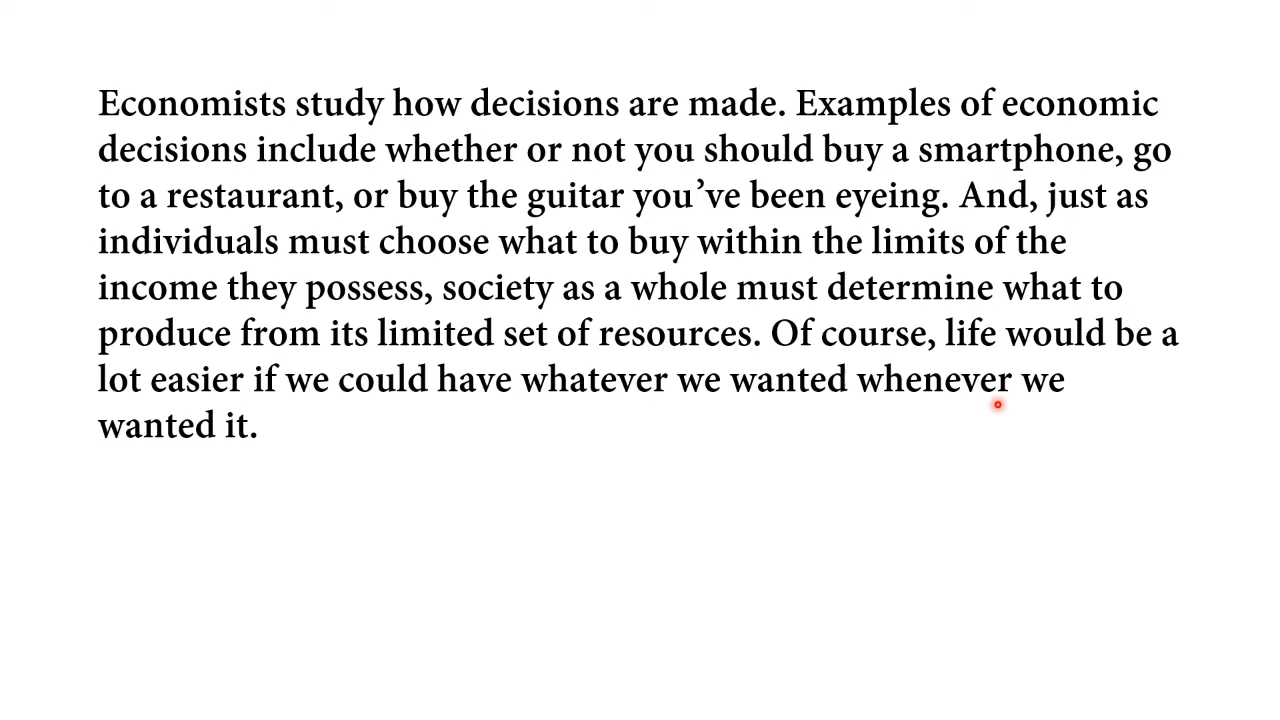 Economists study how decisions are made. Examples of economic
decisions include whether or not you should buy a smartphone, go
to a restaurant, or buy the guitar you’ve been eyeing. And, just as
individuals must choose what to buy within the limits of the
income they possess, society as a whole must determine what to
produce from its limited set of resources. Of course, life would be a
lot easier if we could have whatever we wanted whenever we
wanted it.